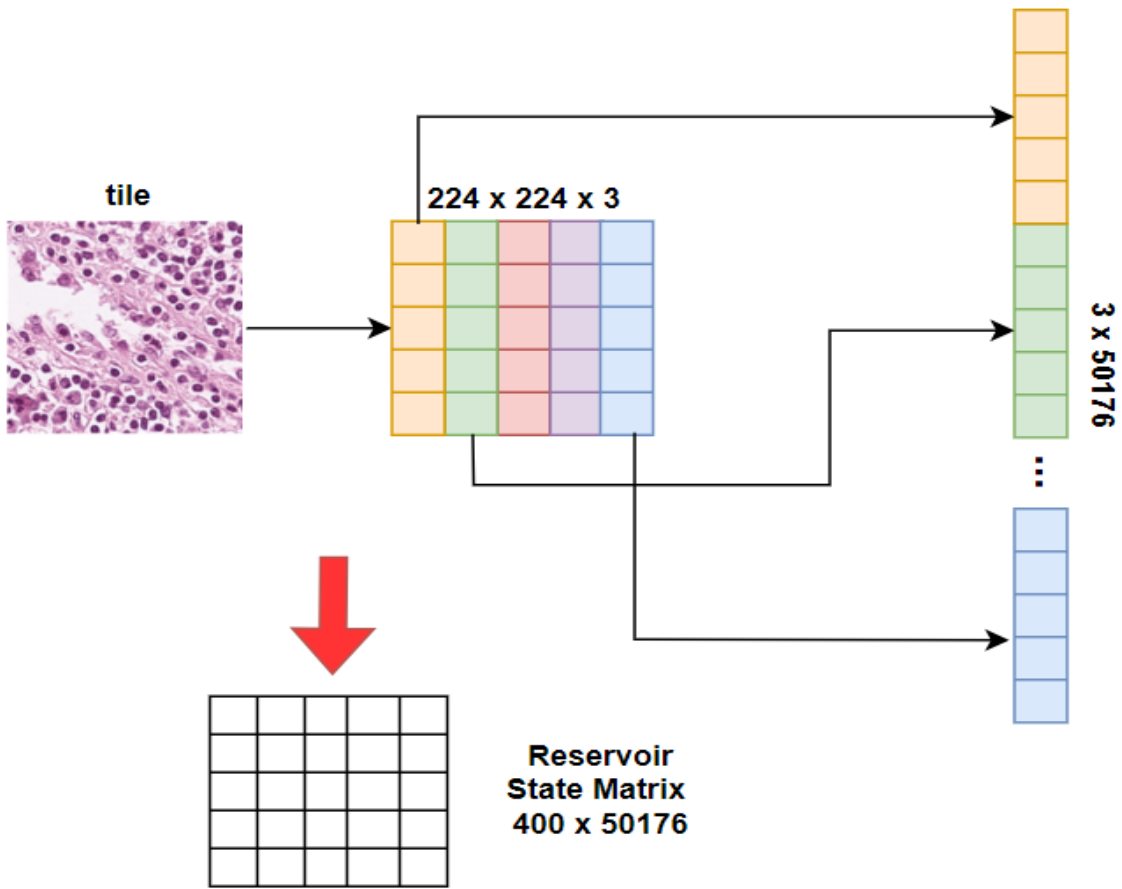 tile
224 x 224 x 3
3 x 50176
...
Reservoir
State Matrix
400 x 50176